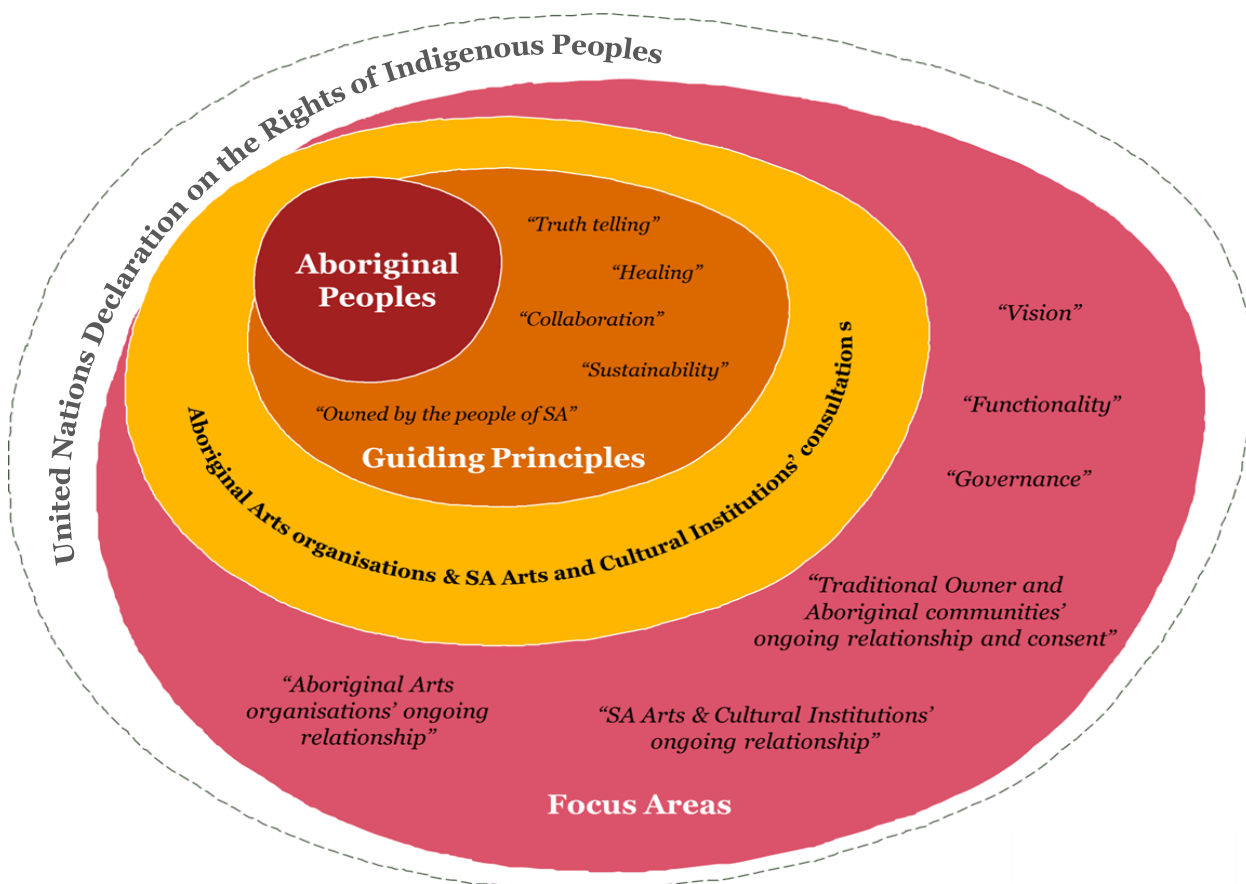 United Nations Declaration on the Rights of Indigenous Peoples
Aboriginal
Peoples
“Truth telling”
“Healing”
“Collaboration”
“Sustainability”
“Owned by the people of SA”
Guiding Principles
Aboriginal Arts organisations & SA Arts and Cultural Institutions’ consultation s
“Vision”
“Functionality”
“Governance”
“Traditional Owner and
Aboriginal communities’
ongoing relationship and consent”
“Aboriginal Arts
organisations’ ongoing
relationship”
“SA Arts & Cultural Institutions’
ongoing relationship”
Focus Areas